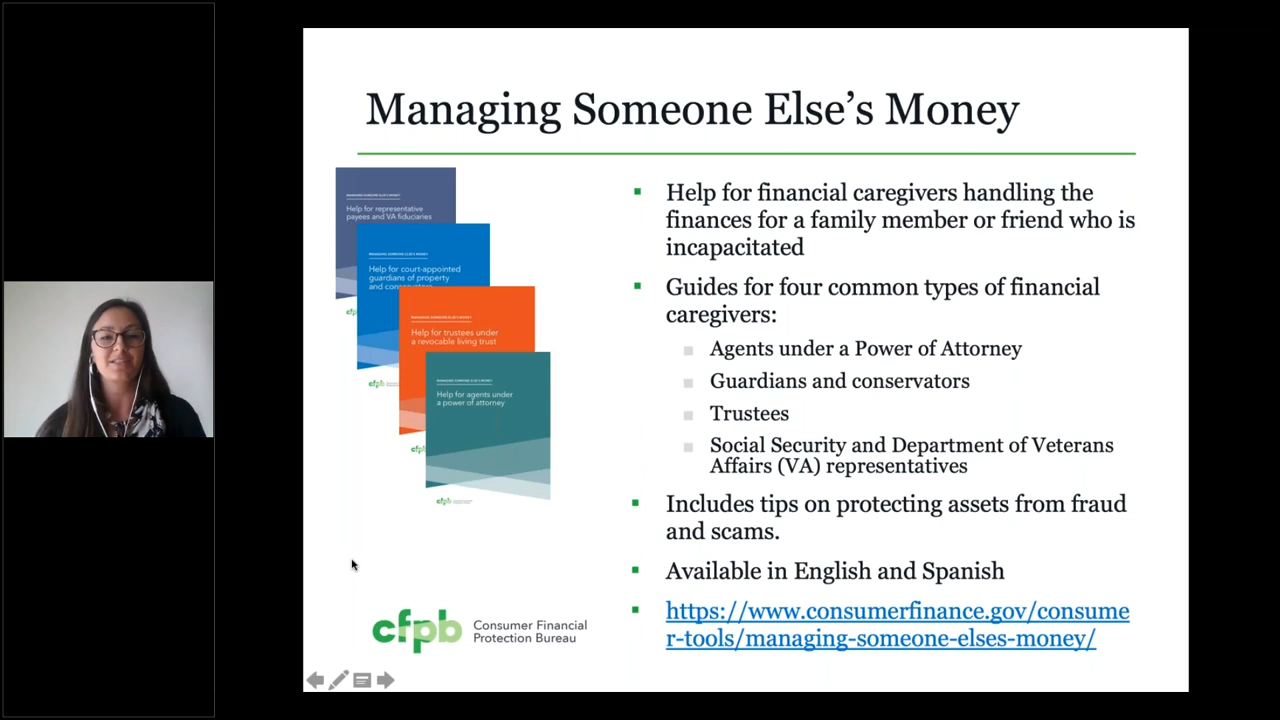 Managing Someone Else’s Money
MANAGING SOMEONE ELSE'S MONEY
Help for representative
payees and VA fiduciaries
MANAGING SOMEONE ELSE'S MONEY
Help for court-appointed
guardians of property
and conservators
MANAGING SOMEONE ELSE'S MONEY
Help for trustees under
a revocable living trust
MANAGING SOMEONE ELSE'S MONEY
Help for agents under
a power of attorney
cfpb
Help for financial caregivers handling the
finances for a family member or friend who is
incapacitated
Guides for four common types of financial
caregivers:
Agents under a Power of Attorney
Guardians and conservators
Trustees
Social Security and Department of Veterans
Affairs (VA) representatives
Includes tips on protecting assets from fraud
and scams.
Available in English and Spanish
https://www.consumerfinance.gov/consume
r-tools/managing-someone-elses-money/
cfpb Consumer Financial
Protection Bureau